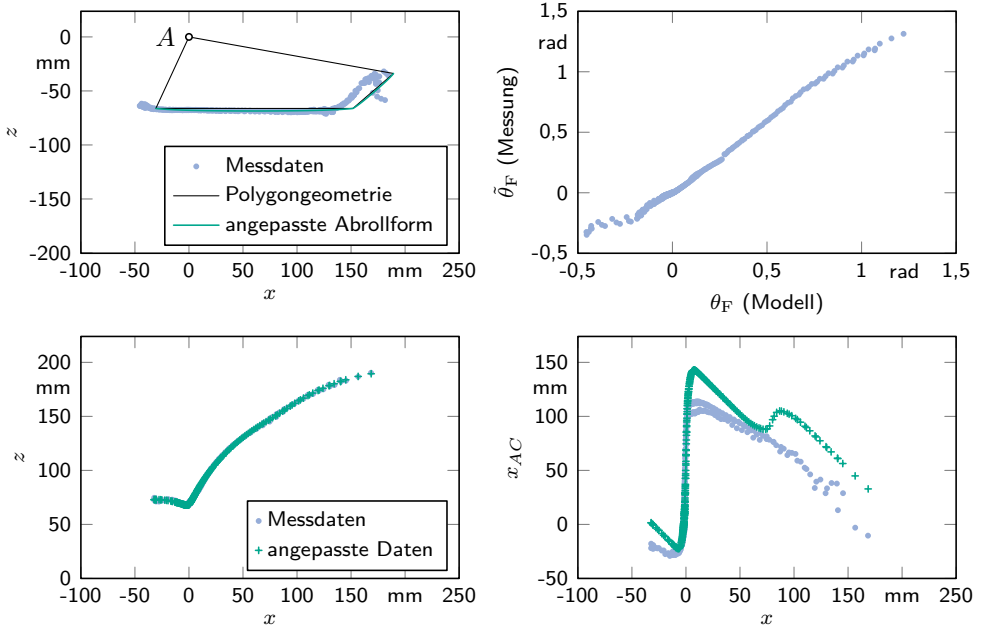 0
mm
-50
-100
-150
-200
z
A
Messdaten
Polygongeometrie
angepasste Abrollform
-100 -50 0 50 100 150 mm 250
x
1,5
rad
1
0,5
0
-0,5
θ̃F (Messung)
-0,5 0 0,5 1 rad 1,5
θF (Modell)
200
mm
150
100
50
0
z
Messdaten
angepasste Daten
-100 -50 0 50 100 150 mm 250
x
150
mm
100
50
0
-50
xAC
-100 -50 0 50 100 150 mm 250
x